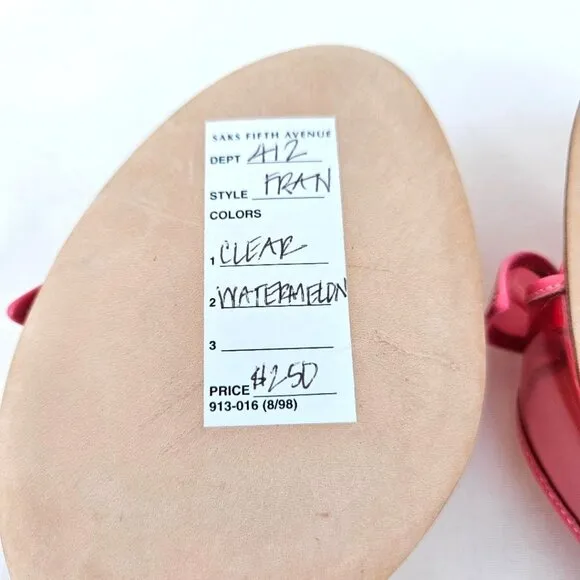 SAKS FIFTH AVENUE
DEPT 412
STYLE FRAN
COLORS
1 CLEAR
2 WATERMELON
3
PRICE $250
913-016 (8/98)